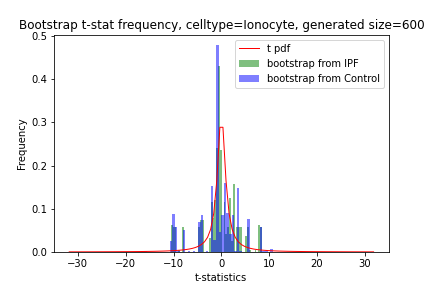 Bootstrap t-stat frequency, celltype=Ionocyte, generated size=600
t pdf
bootstrap from IPF
bootstrap from Control
Frequency
0.5
0.4
0.3
0.2
0.1
0.0
−30 −20 −10 0 10 20 30
t-statistics